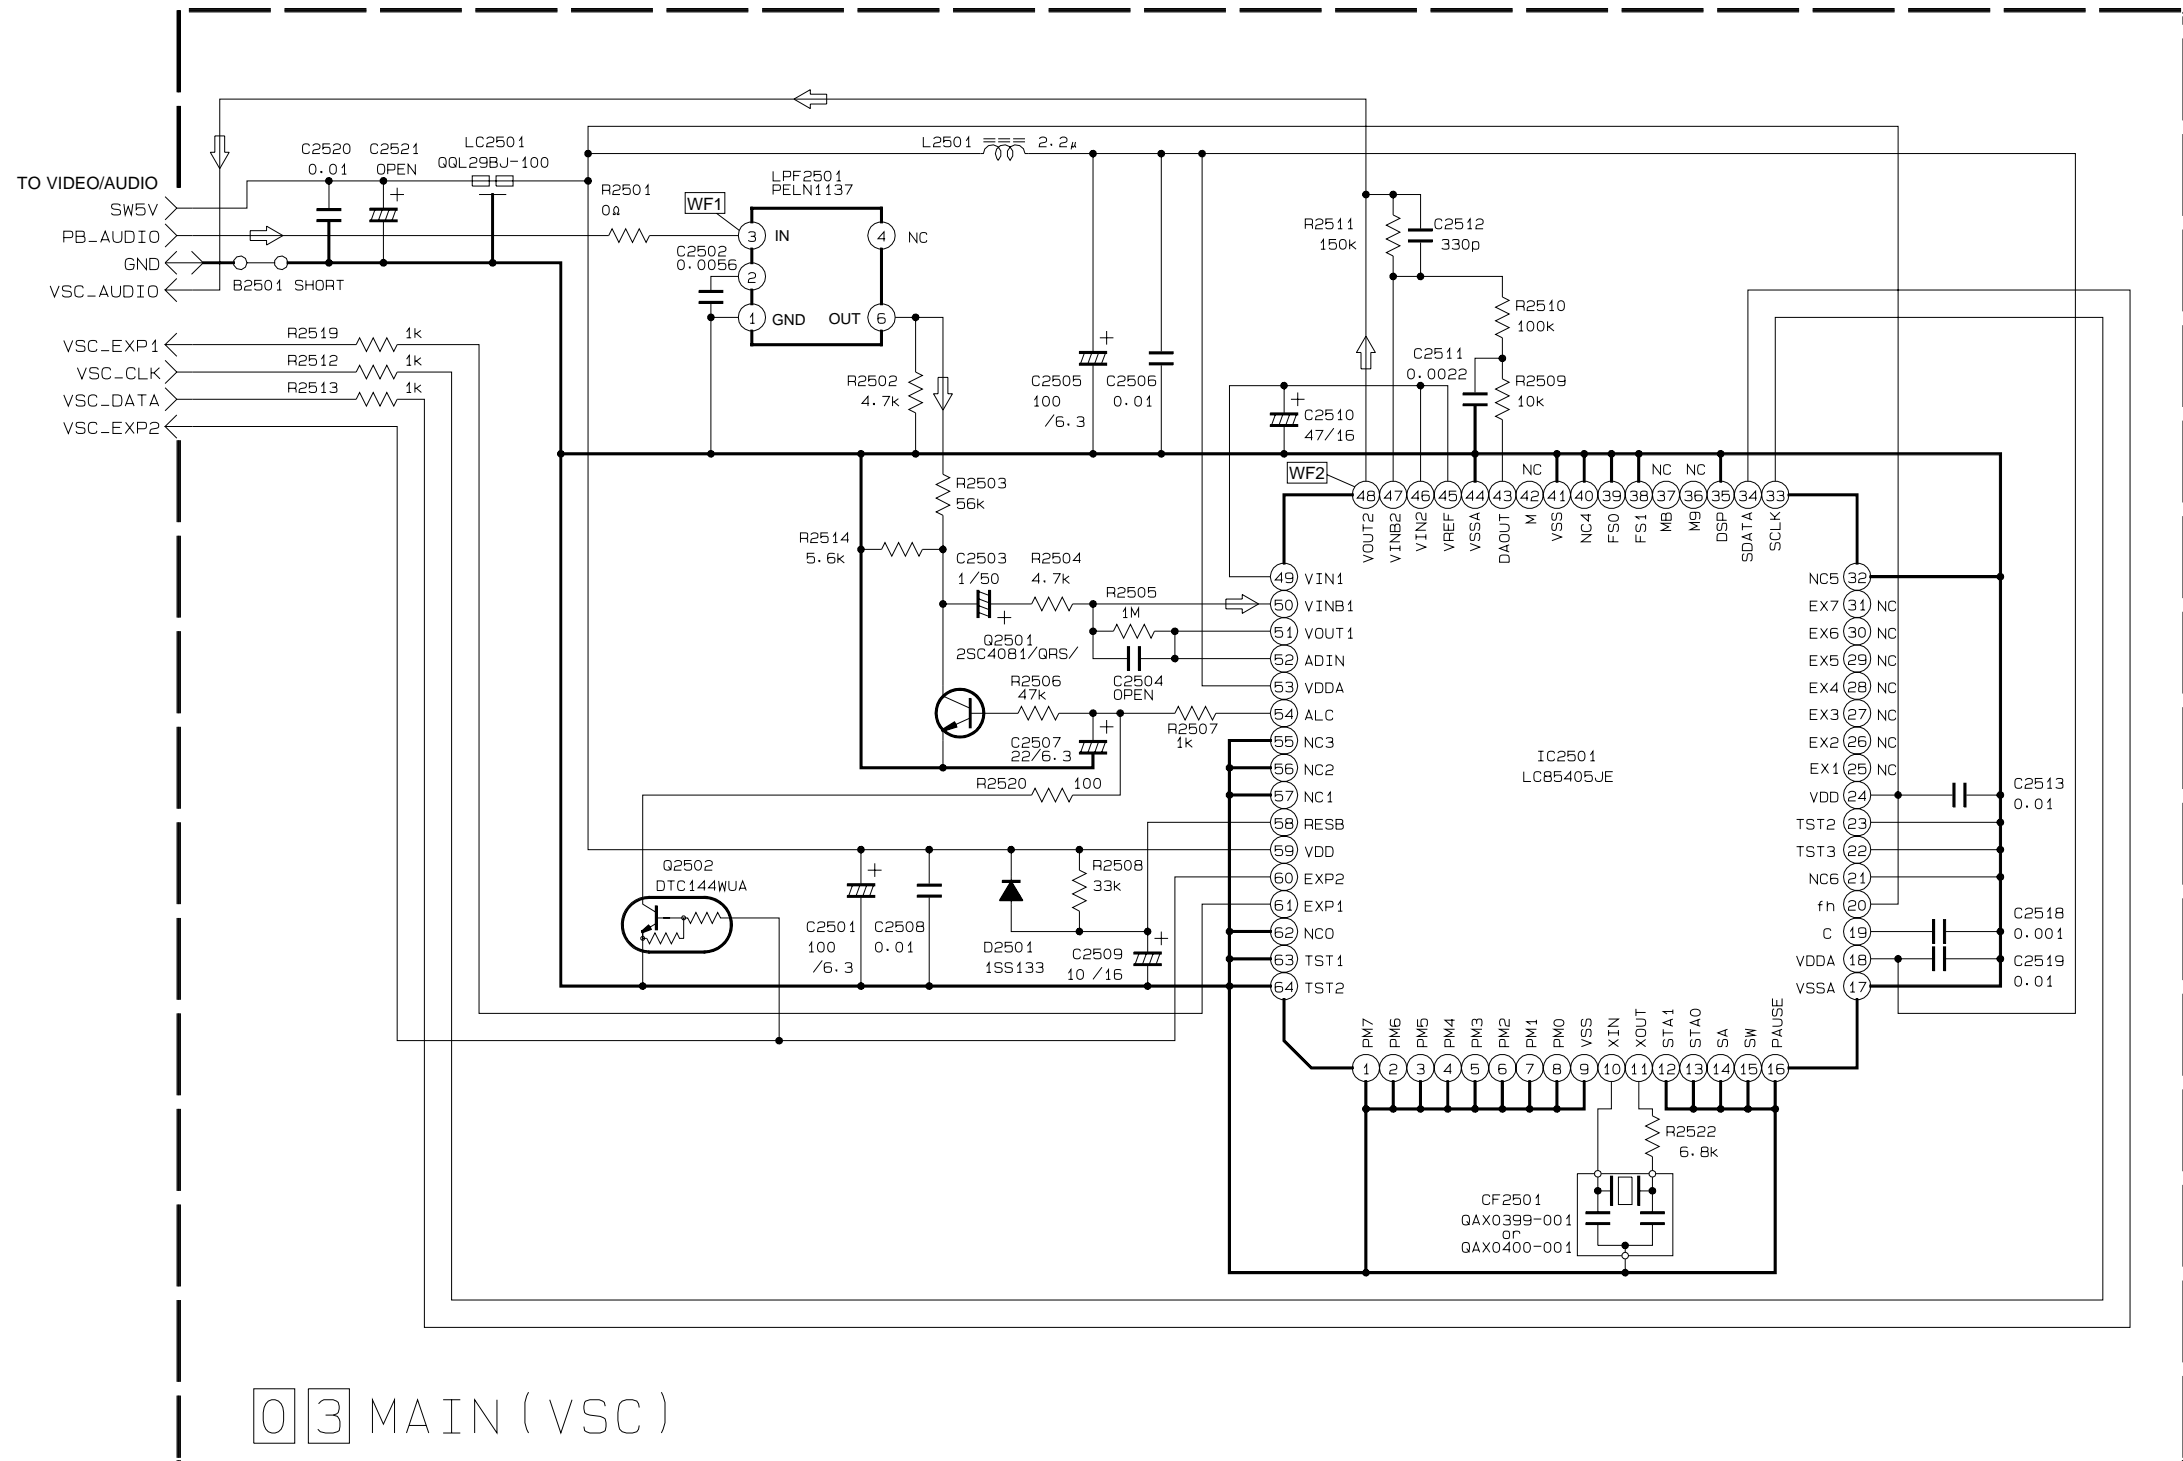 TO VIDEO/AUDIO
SW5V
PB_AUDIO
GND
VSC_AUDIO
VSC_EXP1
VSC_CLK
VSC_DATA
VSC_EXP2
C2520
0.01
C2521
OPEN
LC2501
QQL29BJ-100
B2501 SHORT
R2519 1k
R2512 1k
R2513 1k
R2501
0Ω
WF1
LPF2501
PELN1137
3 IN
2
1 GND
4 NC
OUT 6
C2502
0.0056
R2502
4.7k
L2501 2.2μ
C2505
100
/6.3
C2506
0.01
R2503
56k
R2514
5.6k
C2503
1/50
R2504
4.7k
R2505
1M
Q2501
2SC4081/QRS/
C2504
OPEN
R2506
47k
C2507
22/6.3
R2507
1k
R2520 100
Q2502
DTC144WUA
C2501
100
/6.3
C2508
0.01
D2501
1SS133
R2508
33k
C2509
10 /16
R2511
150k
C2512
330p
R2510
100k
C2511
0.0022
R2509
10k
C2510
47/16
WF2
NC
NC
NC
48 VOUT2
47 VINB2
46 VIN2
45 VREF
44 VSSA
43 DAOUT
42 M
41 VSS
40 NC4
39 FS0
38 FS1
37 MB
36 M9
35 DSP
34 SDATA
33 SCLK
49 VIN1
50 VINB1
51 VOUT1
52 ADIN
53 VDDA
54 ALC
55 NC3
56 NC2
57 NC1
58 RESB
59 VDD
60 EXP2
61 EXP1
62 NC0
63 TST1
64 TST2
IC2501
LC85405JE
NC5 32
EX7 31 NC
EX6 30 NC
EX5 29 NC
EX4 28 NC
EX3 27 NC
EX2 26 NC
EX1 25 NC
VDD 24
TST2 23
TST3 22
NC6 21
fh 20
C 19
VDDA 18
VSSA 17
C2513
0.01
C2518
0.001
C2519
0.01
PM7 1
PM6 2
PM5 3
PM4 4
PM3 5
PM2 6
PM1 7
PM0 8
VSS 9
XIN 10
XOUT 11
STA1 12
STA0 13
SA 14
SW 15
PAUSE 16
R2522
6.8k
CF2501
QAX0399-001
or
QAX0400-001
0 3 MAIN(VSC)